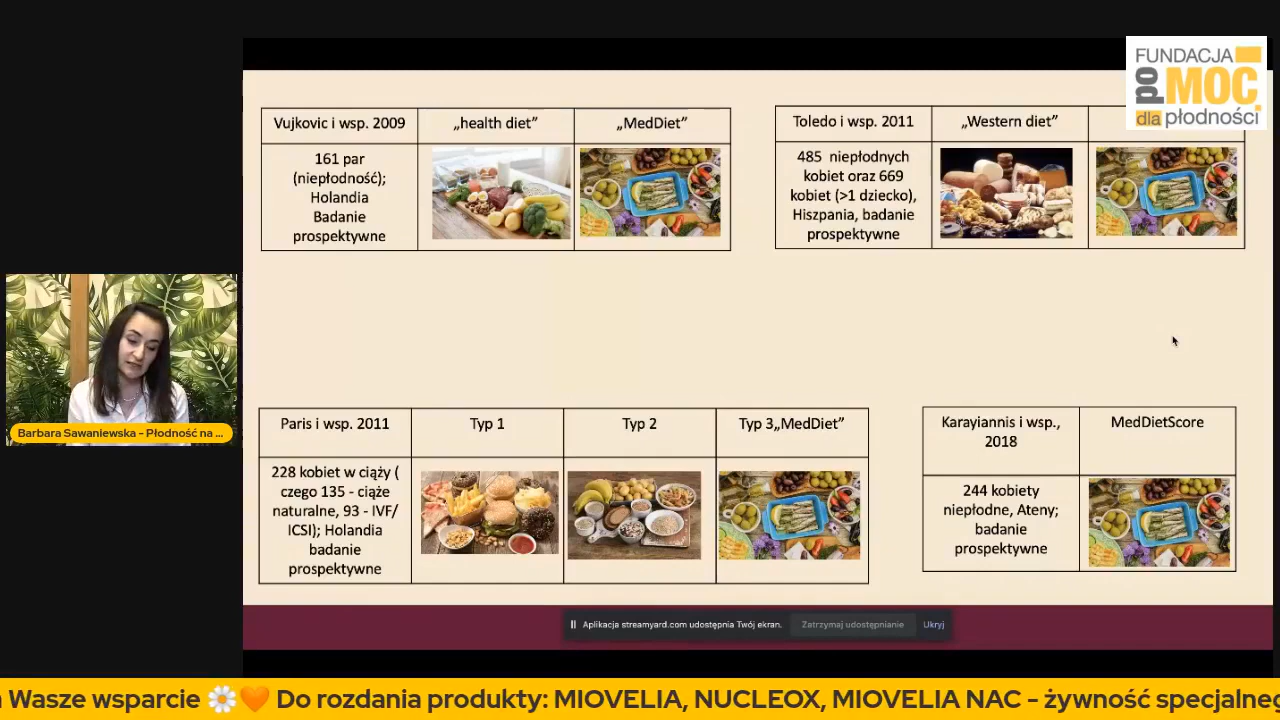 FUNDACJA
po
MOC
dla płodności
Vujkovic i wsp. 2009
„health diet”
„MedDiet”
161 par
(niepłodność);
Holandia
Badanie
prospektywne
Toledo i wsp. 2011
„Western diet”
485 niepłodnych
kobiet oraz 669
kobiet (>1 dziecko),
Hiszpania, badanie
prospektywne
Barbara Sawaniewska - Płodność na ...
Paris i wsp. 2011
Typ 1
Typ 2
Typ 3„MedDiet”
228 kobiet w ciąży (
czego 135 - ciąże
naturalne, 93 - IVF/
ICSI); Holandia
badanie
prospektywne
Karayiannis i wsp.,
2018
MedDietScore
244 kobiety
niepłodne, Ateny;
badanie
prospektywne
Aplikacja streamyard.com udostępnia Twój ekran.
Zatrzymaj udostępnianie
Ukryj
Wasze wsparcie 🌼🧡 Do rozdania produkty: MIOVELIA, NUCLEOX, MIOVELIA NAC - żywność specjalneg